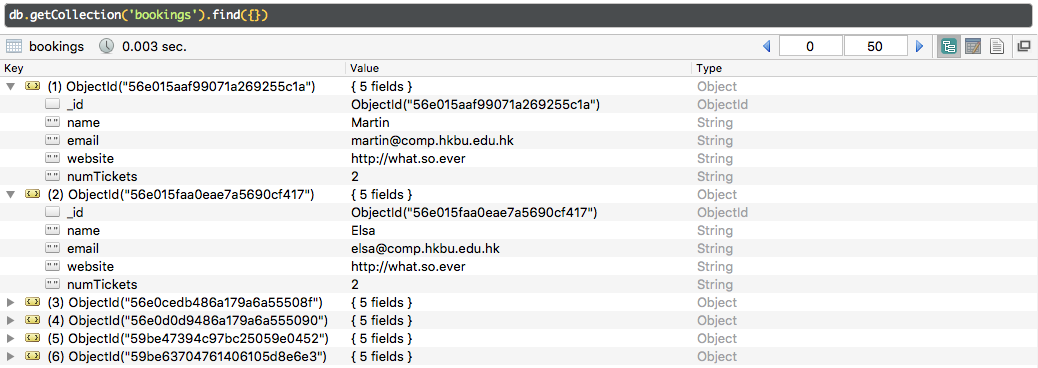 db.getCollection('bookings').find({})
bookings 0.003 sec. 0 50
Key Value Type
(1) ObjectId("56e015aaf99071a269255c1a") { 5 fields } Object
_id ObjectId("56e015aaf99071a269255c1a") ObjectId
"" name Martin String
"" email martin@comp.hkbu.edu.hk String
"" website http://what.so.ever String
"" numTickets 2 String
(2) ObjectId("56e015faa0eae7a5690cf417") { 5 fields } Object
_id ObjectId("56e015faa0eae7a5690cf417") ObjectId
"" name Elsa String
"" email elsa@comp.hkbu.edu.hk String
"" website http://what.so.ever String
"" numTickets 2 String
(3) ObjectId("56e0cedb486a179a6a55508f") { 5 fields } Object
(4) ObjectId("56e0d0d9486a179a6a555090") { 5 fields } Object
(5) ObjectId("59be47394c97bc25059e0452") { 5 fields } Object
(6) ObjectId("59be63704761406105d8e6e3") { 5 fields } Object